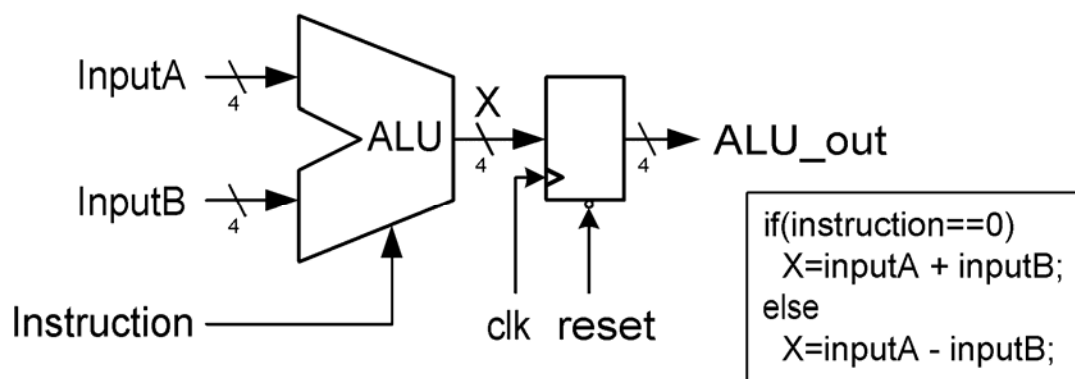 InputA
4
InputB
4
ALU
X
4
4
ALU_out
Instruction
clk
reset
if(instruction==0)
X=inputA + inputB;
else
X=inputA - inputB;